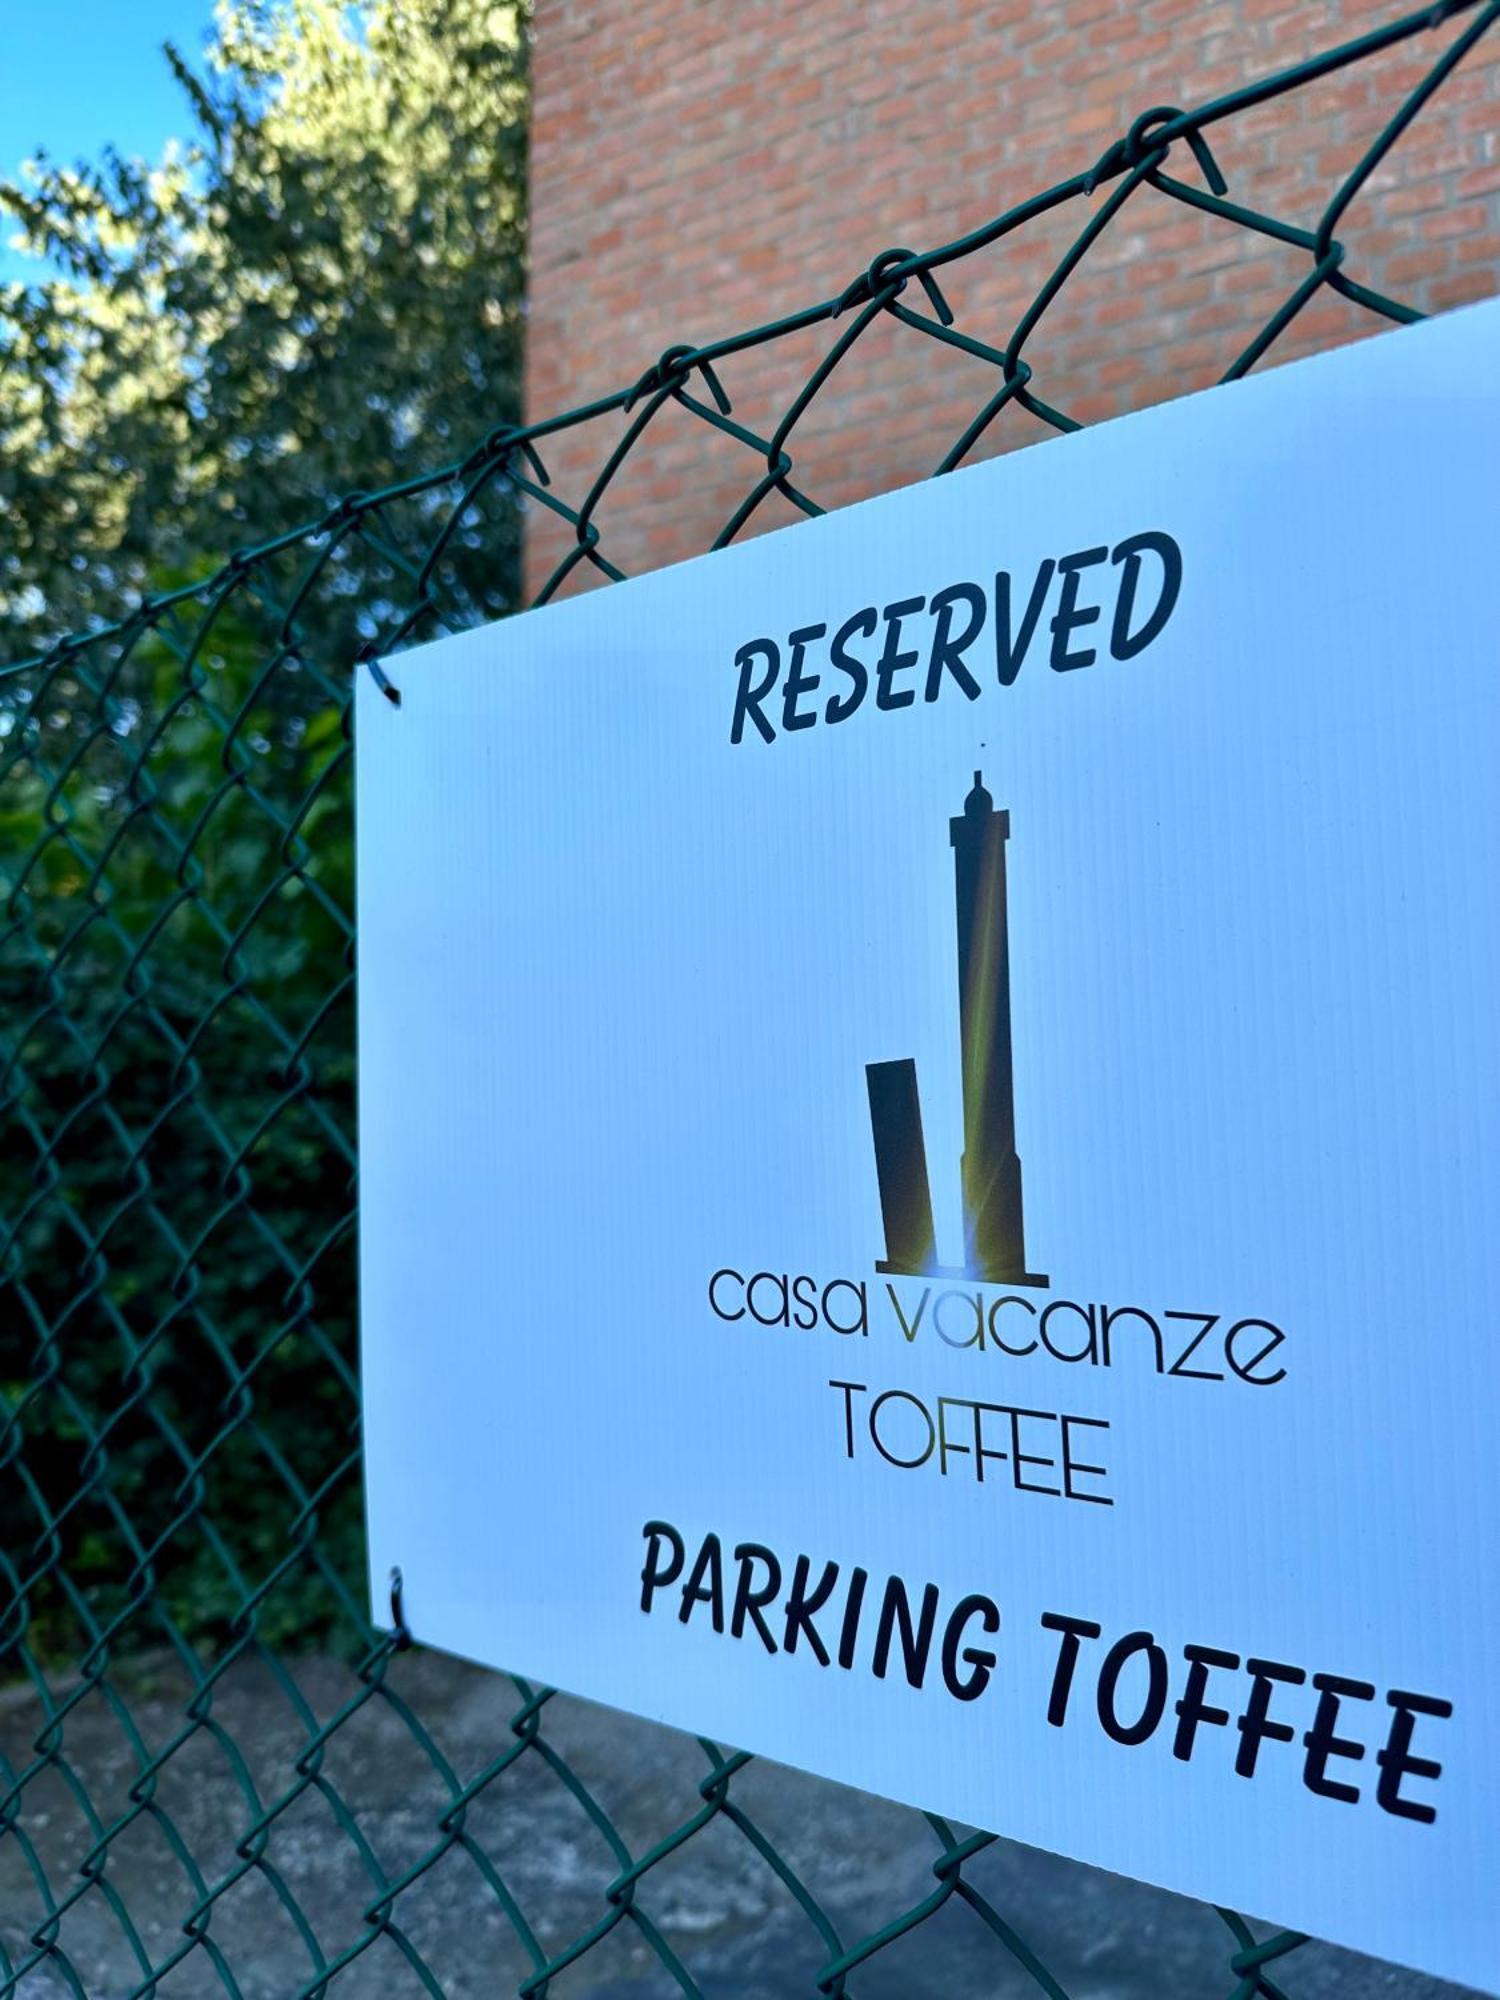 RESERVED
casa vacanze
TOFFEE
PARKING TOFFEE